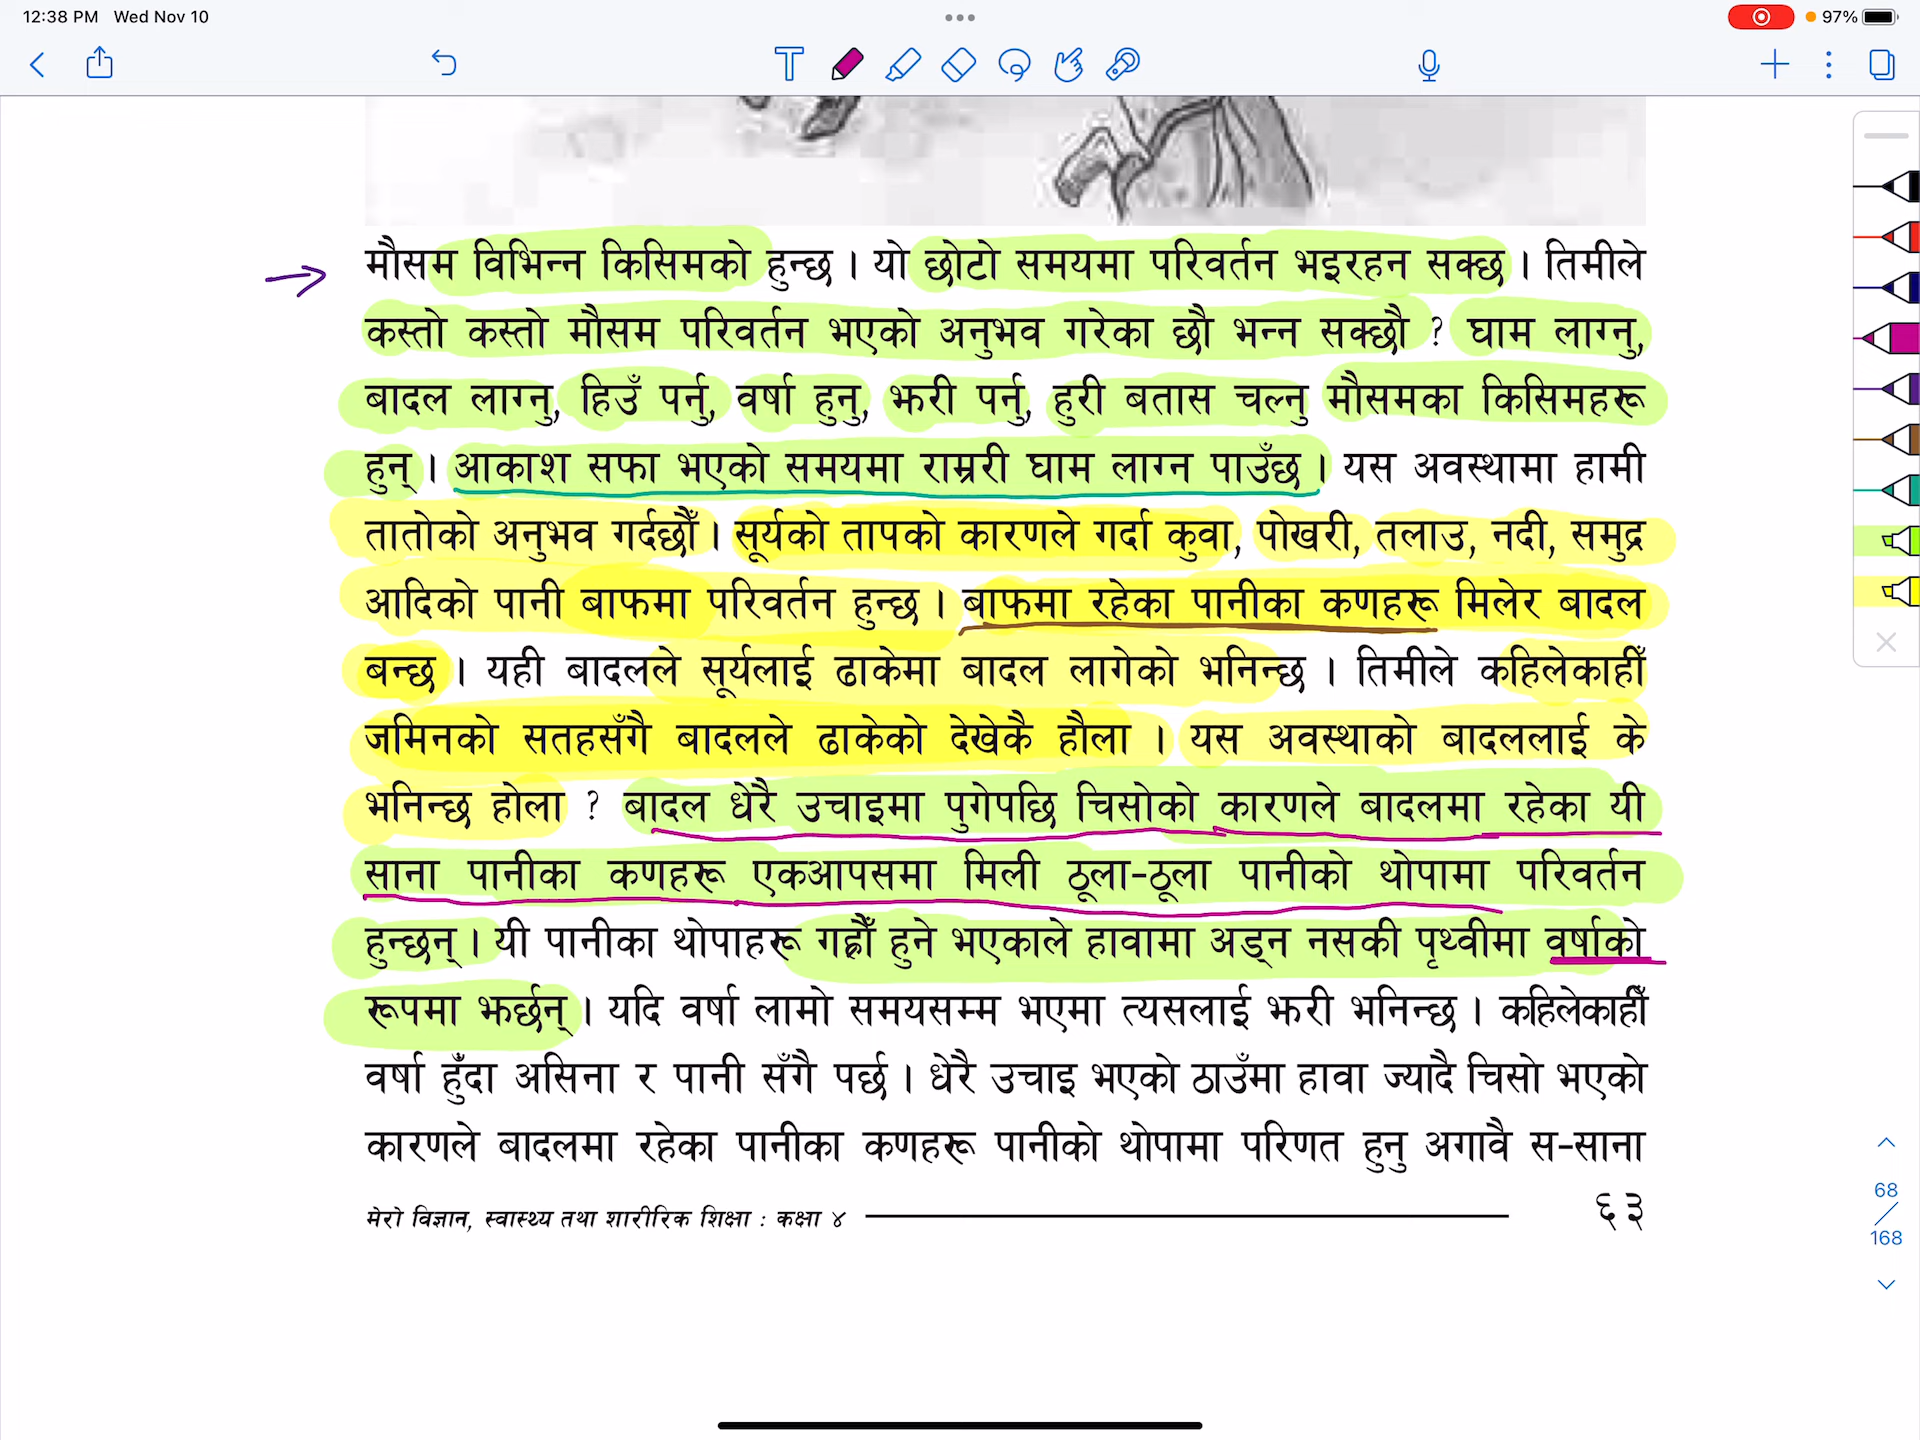 12:38 PM Wed Nov 10
97%
मौसम विभिन्न किसिमको हुन्छ । यो छोटो समयमा परिवर्तन भइरहन सक्छ । तिमीले
कस्तो कस्तो मौसम परिवर्तन भएको अनुभव गरेका छौ भन्न सक्छौ ? घाम लाग्नु,
बादल लाग्नु, हिउँ पर्नु, वर्षा हुनु, झरी पर्नु, हुरी बतास चल्नु मौसमका किसिमहरू
हुन् । आकाश सफा भएको समयमा राम्ररी घाम लाग्न पाउँछ । यस अवस्थामा हामी
तातोको अनुभव गर्दछौँ । सूर्यको तापको कारणले गर्दा कुवा, पोखरी, तलाउ, नदी, समुद्र
आदिको पानी बाफमा परिवर्तन हुन्छ । बाफमा रहेका पानीका कणहरू मिलेर बादल
बन्छ । यही बादलले सूर्यलाई ढाकेमा बादल लागेको भनिन्छ । तिमीले कहिलेकाहीँ
जमिनको सतहसँगै बादलले ढाकेको देखेकै हौला । यस अवस्थाको बादललाई के
भनिन्छ होला ? बादल धेरै उचाइमा पुगेपछि चिसोको कारणले बादलमा रहेका यी
साना पानीका कणहरू एकआपसमा मिली ठूला-ठूला पानीको थोपामा परिवर्तन
हुन्छन् । यी पानीका थोपाहरू गह्रौँ हुने भएकाले हावामा अड्न नसकी पृथ्वीमा वर्षाको
रूपमा झर्छन् । यदि वर्षा लामो समयसम्म भएमा त्यसलाई झरी भनिन्छ । कहिलेकाहीँ
वर्षा हुँदा असिना र पानी सँगै पर्छ । धेरै उचाइ भएको ठाउँमा हावा ज्यादै चिसो भएको
कारणले बादलमा रहेका पानीका कणहरू पानीको थोपामा परिणत हुनु अगावै स-साना
मेरो विज्ञान, स्वास्थ्य तथा शारीरिक शिक्षा : कक्षा ४ ६३
68
168